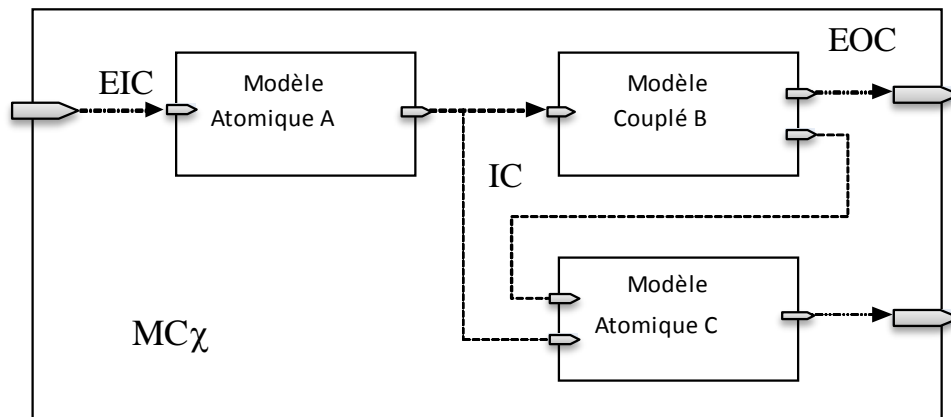 EOC
EIC
Modèle
Atomique A
Modèle
Couplé B
IC
Modèle
Atomique C
MCχ